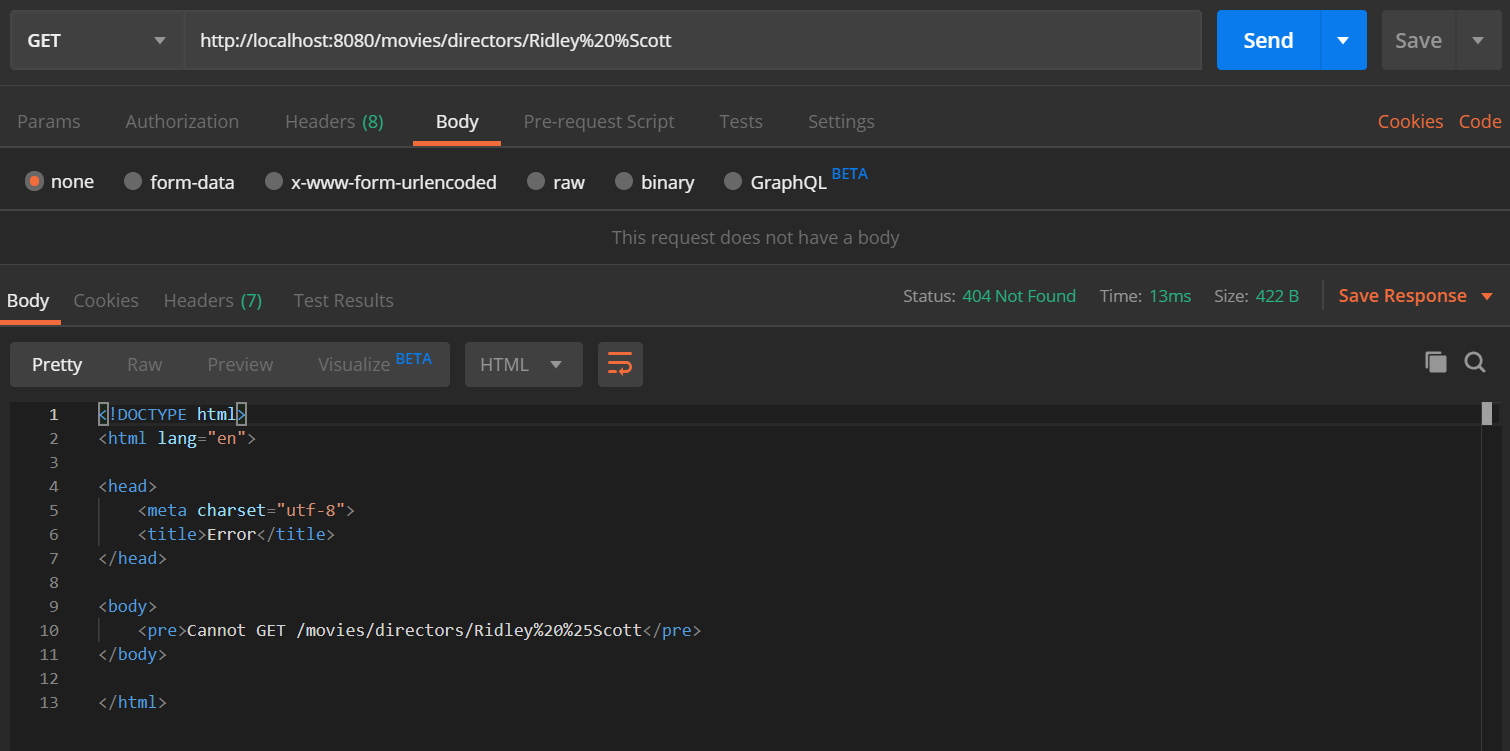 GET http://localhost:8080/movies/directors/Ridley%20%Scott Send Save
Params Authorization Headers (8) Body Pre-request Script Tests Settings Cookies Code
none form-data x-www-form-urlencoded raw binary GraphQL BETA
This request does not have a body
Body Cookies Headers (7) Test Results Status: 404 Not Found Time: 13ms Size: 422 B Save Response
Pretty Raw Preview Visualize BETA HTML
1 <!DOCTYPE html>
2 <html lang="en">
3
4 <head>
5 <meta charset="utf-8">
6 <title>Error</title>
7 </head>
8
9 <body>
10 <pre>Cannot GET /movies/directors/Ridley%20%25Scott</pre>
11 </body>
12
13 </html>